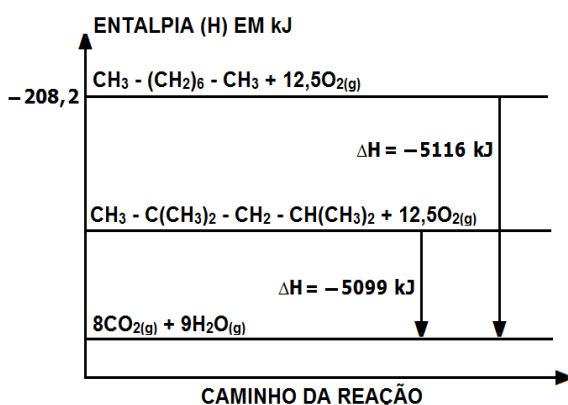 ENTALPIA (H) EM kJ
CH₃ - (CH₂)₆ - CH₃ + 12,5O₂₍g₎
−208,2
ΔH = −5116 kJ
CH₃ - C(CH₃)₂ - CH₂ - CH(CH₃)₂ + 12,5O₂₍g₎
ΔH = −5099 kJ
8CO₂₍g₎ + 9H₂O₍g₎
CAMINHO DA REAÇÃO